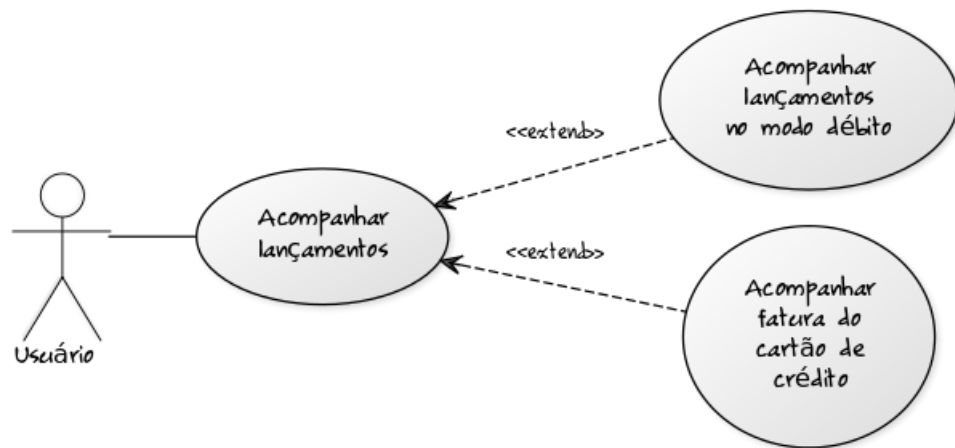 Acompanhar
lançamentos
no modo débito
<<extend>>
Acompanhar
lançamentos
<<extend>>
Acompanhar
fatura do
cartão de
crédito
Usuário